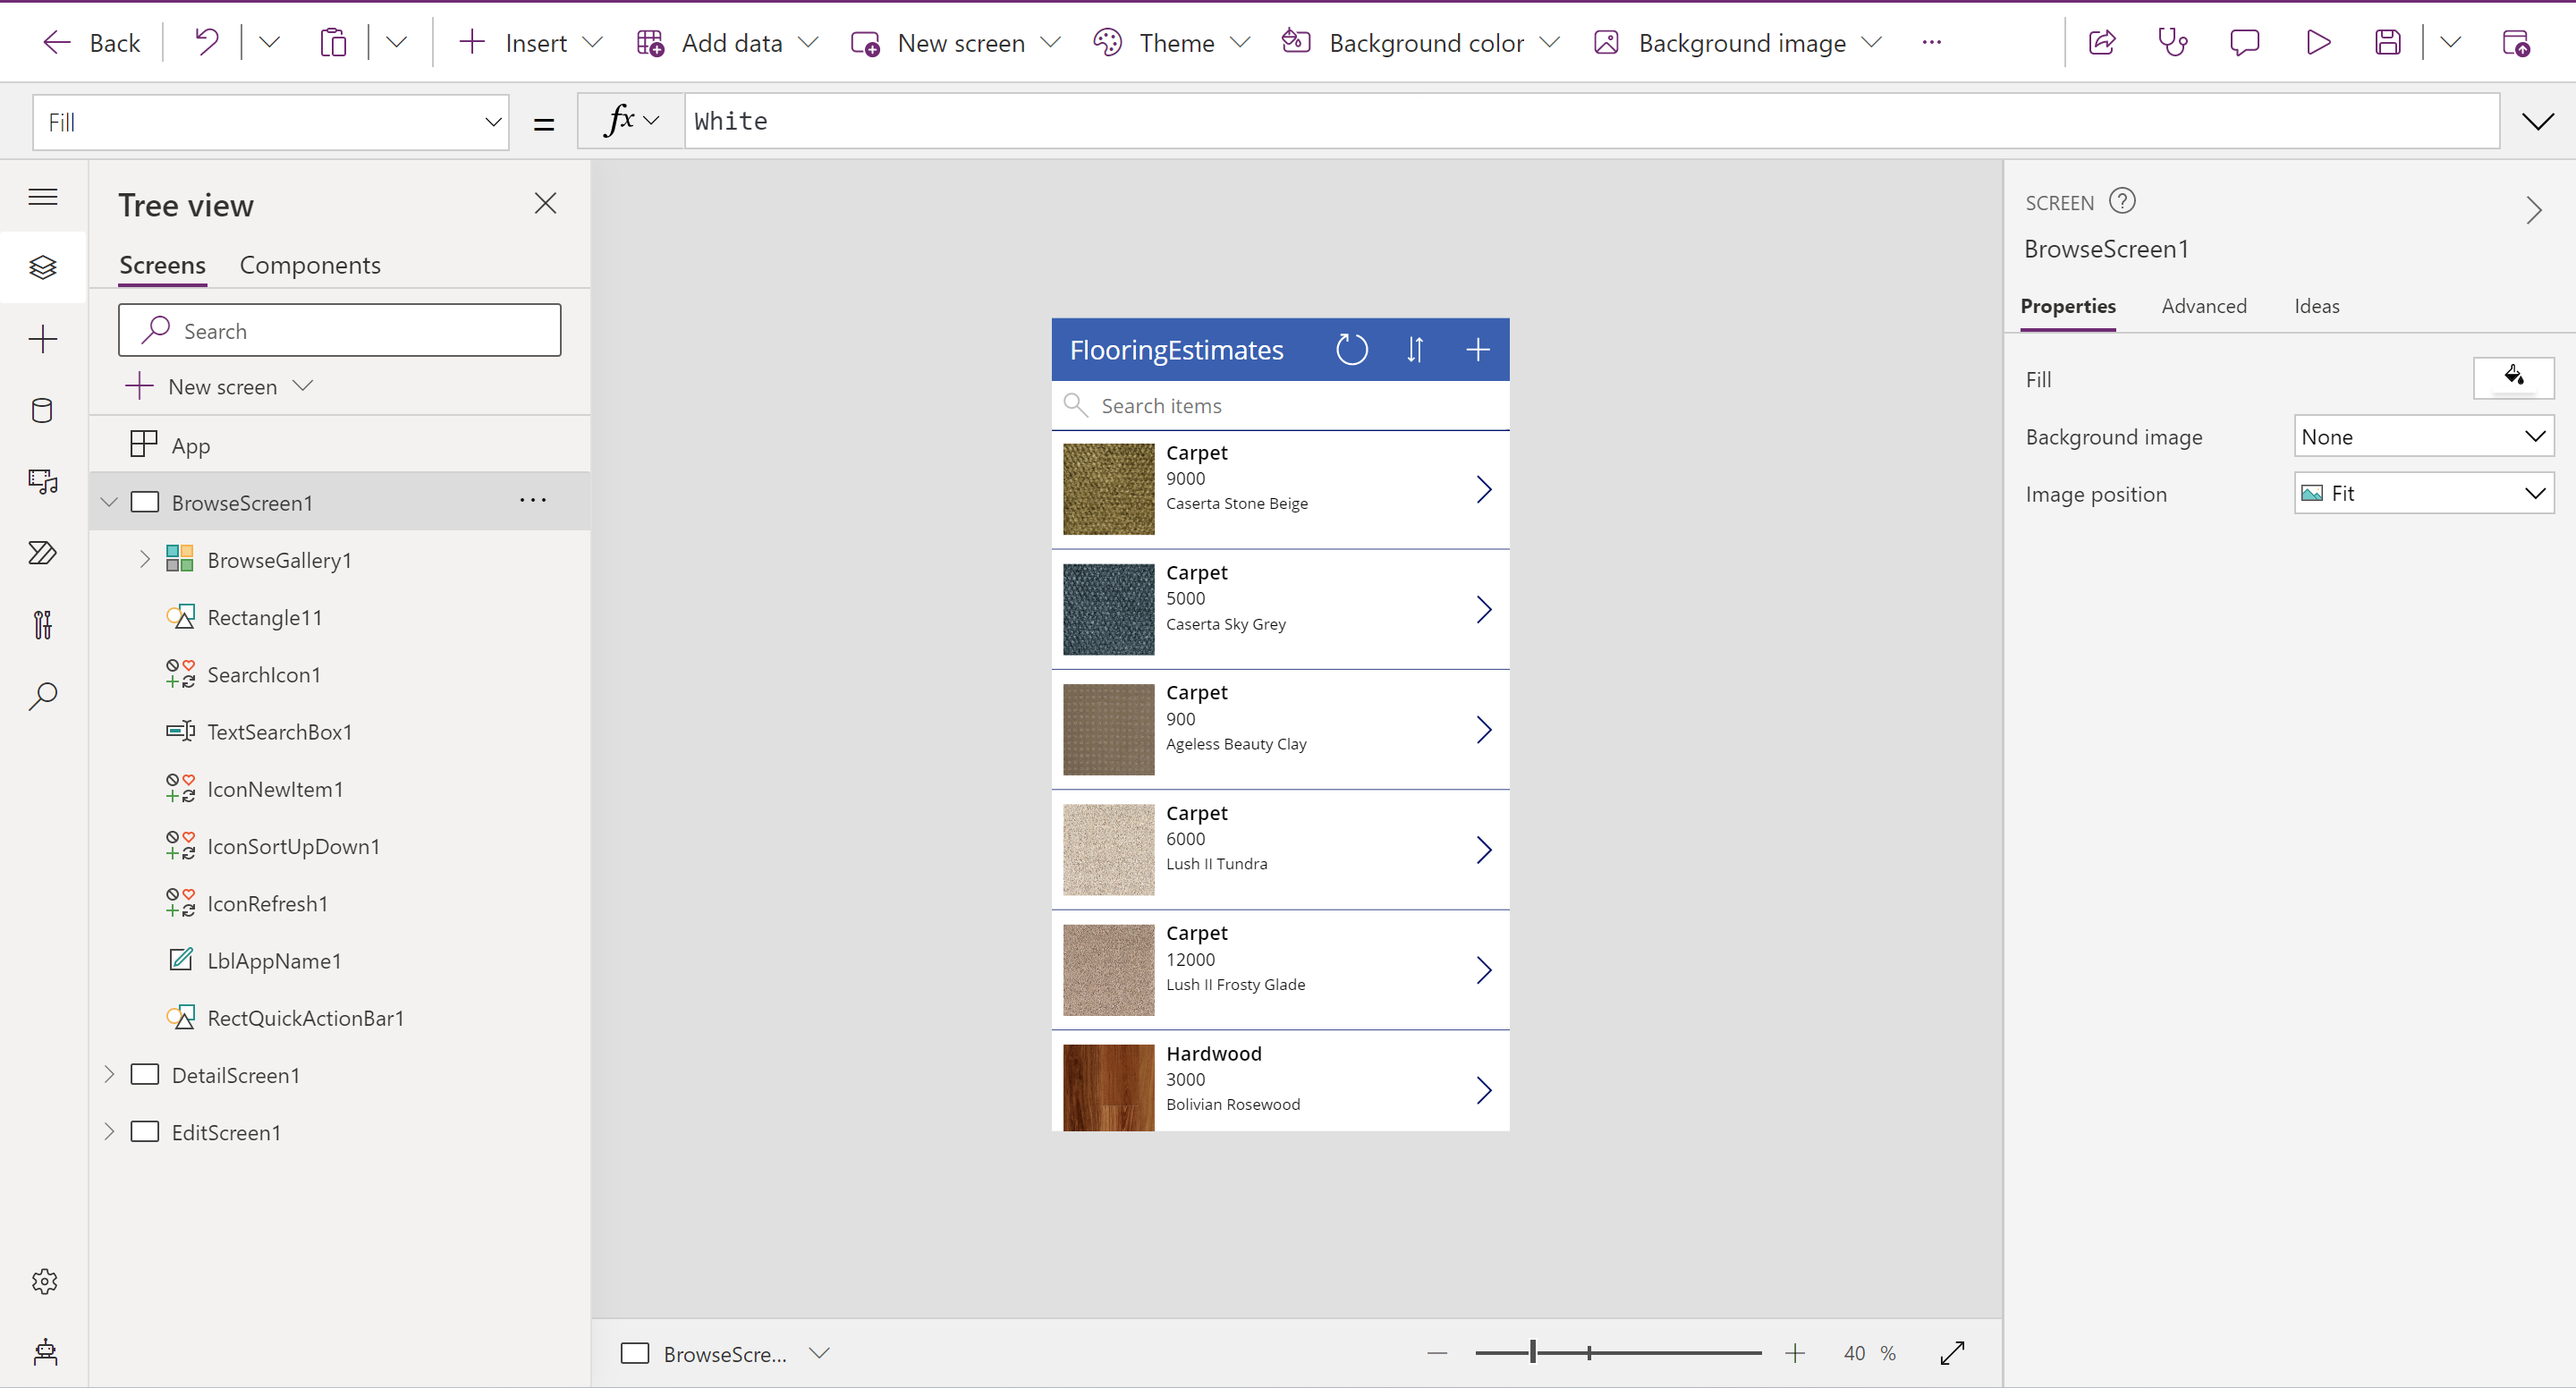 Back
Insert
Add data
New screen
Theme
Background color
Background image
...
Fill
=
fx
White
Tree view
Screens
Components
Search
New screen
App
BrowseScreen1
...
BrowseGallery1
Rectangle11
SearchIcon1
TextSearchBox1
IconNewItem1
IconSortUpDown1
IconRefresh1
LblAppName1
RectQuickActionBar1
DetailScreen1
EditScreen1
FlooringEstimates
Search items
Carpet
9000
Caserta Stone Beige
Carpet
5000
Caserta Sky Grey
Carpet
900
Ageless Beauty Clay
Carpet
6000
Lush II Tundra
Carpet
12000
Lush II Frosty Glade
Hardwood
3000
Bolivian Rosewood
BrowseScre...
40 %
SCREEN
BrowseScreen1
Properties
Advanced
Ideas
Fill
Background image
None
Image position
Fit